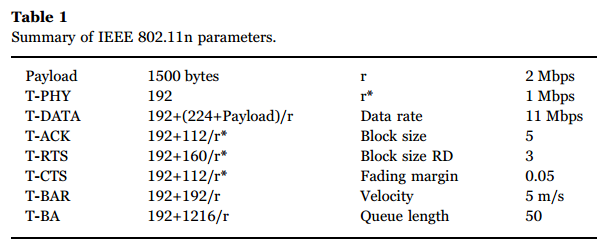 Table 1
Summary of IEEE 802.11n parameters.
Payload 1500 bytes r 2 Mbps
T-PHY 192 r* 1 Mbps
T-DATA 192+(224+Payload)/r Data rate 11 Mbps
T-ACK 192+112/r* Block size 5
T-RTS 192+160/r* Block size RD 3
T-CTS 192+112/r* Fading margin 0.05
T-BAR 192+192/r Velocity 5 m/s
T-BA 192+1216/r Queue length 50